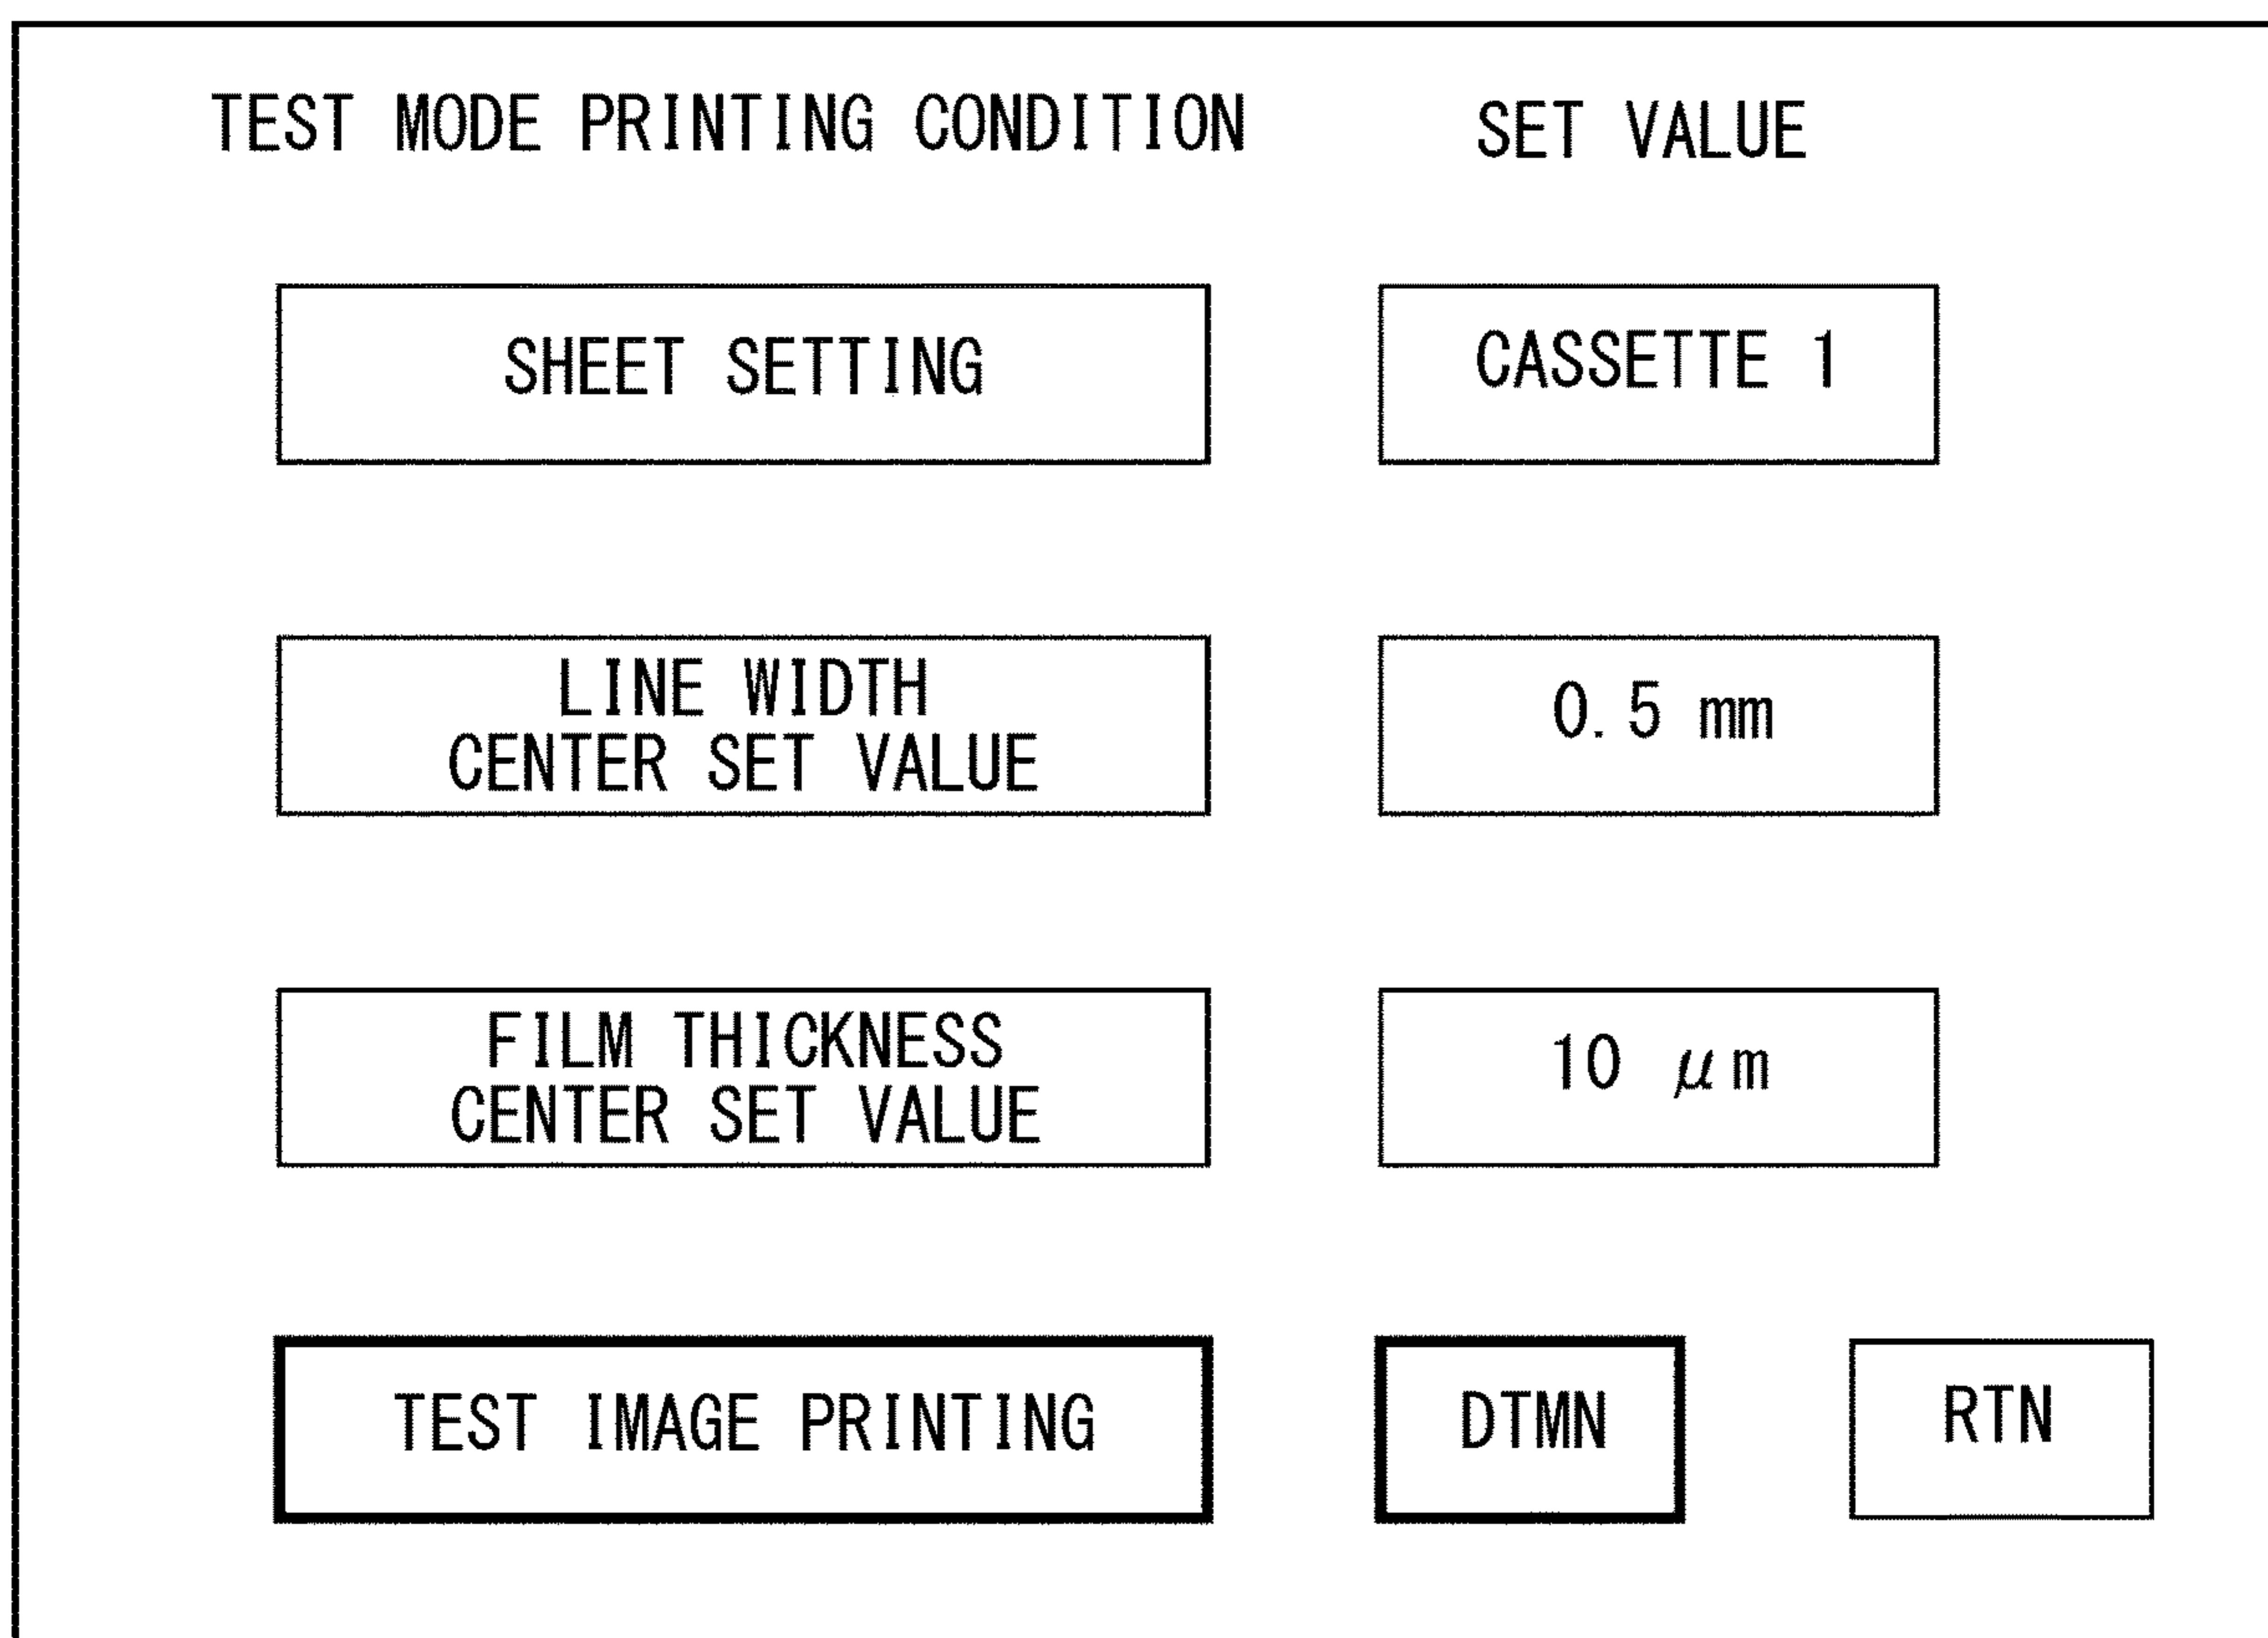 TEST MODE PRINTING CONDITION SET VALUE
SHEET SETTING CASSETTE 1
LINE WIDTH
CENTER SET VALUE
0.5 mm
FILM THICKNESS
CENTER SET VALUE
10 μm
TEST IMAGE PRINTING DTMN RTN